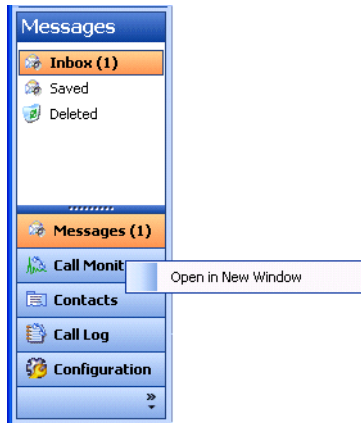 Messages
Inbox (1)
Saved
Deleted
Messages (1)
Call Monit
Open in New Window
Contacts
Call Log
Configuration